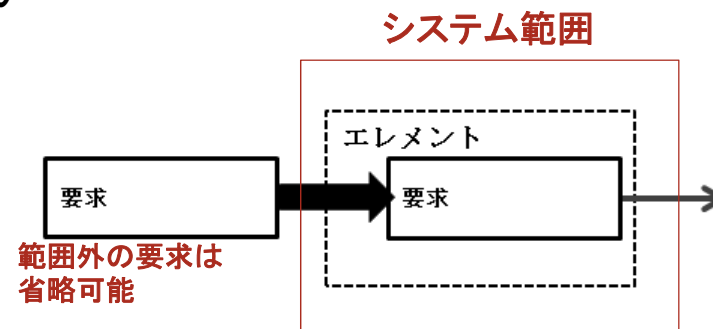 システム範囲
エレメント
要求
要求
範囲外の要求は
省略可能